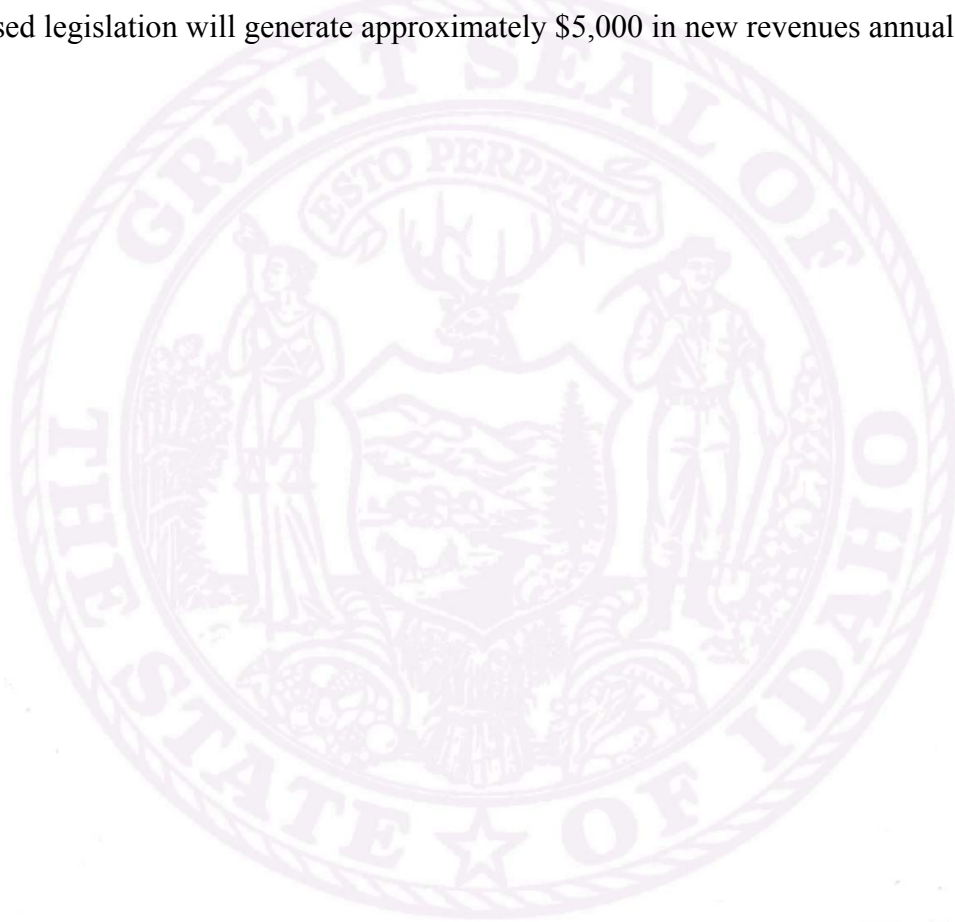 sed legislation will generate approximately $5,000 in new revenues annual
THE GREAT SEAL OF
ESTO PERPETUA
STATE OF IDAHO